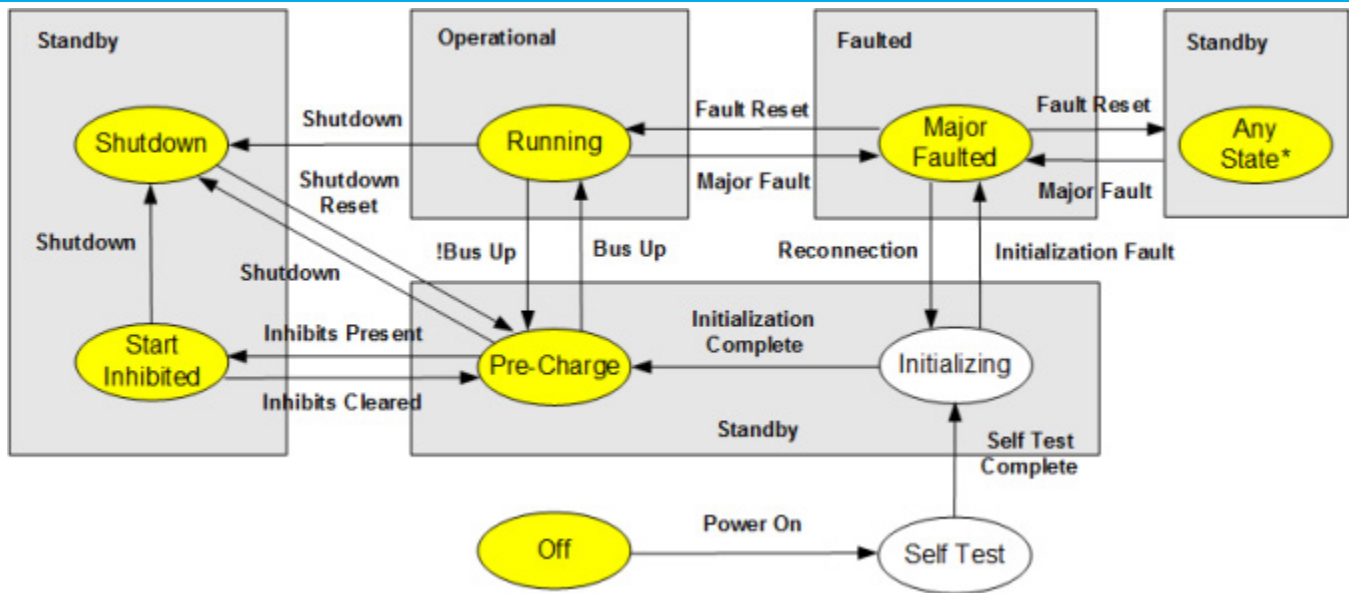 Standby
Operational
Faulted
Standby
Shutdown
Shutdown
Running
Fault Reset
Major Fault
Major
Faulted
Fault Reset
Major Fault
Any
State*
Shutdown
Reset
Shutdown
Shutdown
!Bus Up
Bus Up
Reconnection
Initialization Fault
Start
Inhibited
Inhibits Present
Inhibits Cleared
Pre-Charge
Initialization
Complete
Initializing
Standby
Self Test
Complete
Off
Power On
Self Test